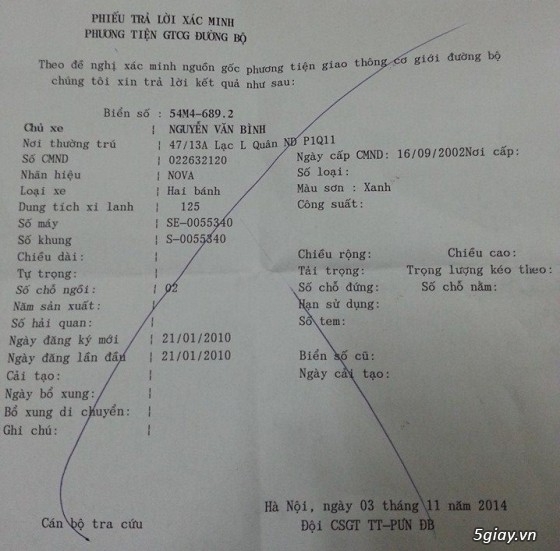 PHIẾU TRẢ LỜI XÁC MINH
PHƯƠNG TIỆN GTCG ĐƯỜNG BỘ
Theo đề nghị xác minh nguồn gốc phương tiện giao thông cơ giới đường bộ
chúng tôi xin trả lời kết quả như sau:
Biển số : 54M4-689.2
Chủ xe | NGUYỄN VĂN BÌNH
Nơi thường trú | 47/13A Lạc L Quân ND P1Q11
Số CMND | 022632120 Ngày cấp CMND: 16/09/2002Nơi cấp:
Nhãn hiệu | NOVA Số loại:
Loại xe | Hai bánh Màu sơn : Xanh
Dung tích xi lanh | 125 Công suất:
Số máy | SE-0055340
Số khung | S-0055340
Chiều dài: | Chiều rộng: Chiều cao:
Tự trọng: | Tải trọng: Trọng lượng kéo theo:
Số chỗ ngồi: | 02 Số chỗ đứng: Số chỗ nằm:
Năm sản xuất: | Hạn sử dụng:
Số hải quan: | Số tem:
Ngày đăng ký mới | 21/01/2010
Ngày đăng lần đầu | 21/01/2010 Biển số cũ:
Cải tạo: | Ngày cải tạo:
Ngày bổ xung: |
Bổ xung di chuyển: |
Ghi chú: |
Hà Nội, ngày 03 tháng 11 năm 2014
Cán bộ tra cứu Đội CSGT TT-PƯN ĐB
5giay.vn